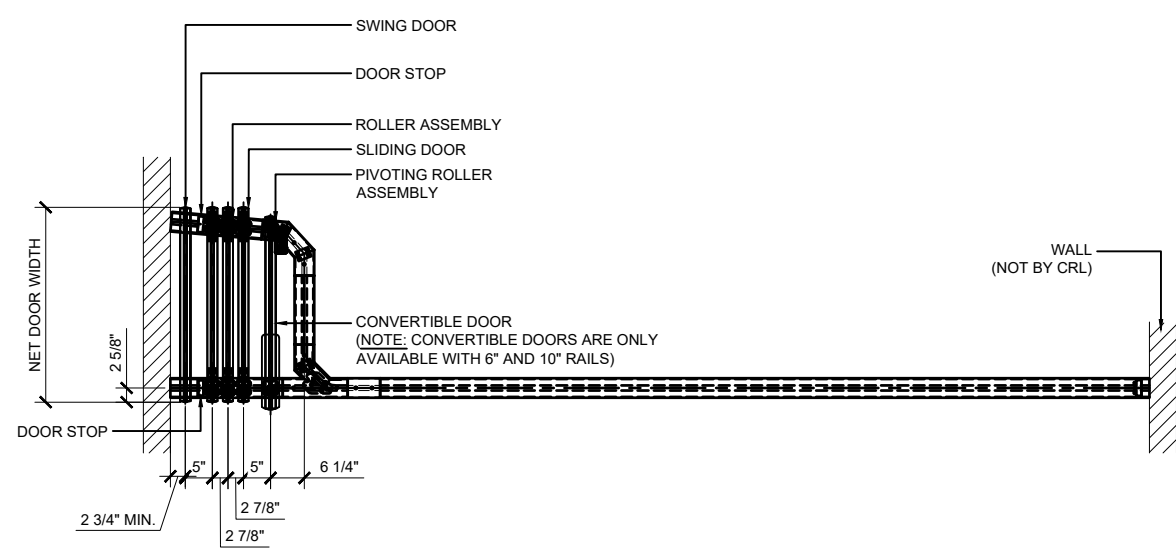 SWING DOOR
DOOR STOP
ROLLER ASSEMBLY
SLIDING DOOR
PIVOTING ROLLER
ASSEMBLY
WALL
(NOT BY CRL)
NET DOOR WIDTH
2 5/8"
CONVERTIBLE DOOR
(NOTE: CONVERTIBLE DOORS ARE ONLY
AVAILABLE WITH 6" AND 10" RAILS)
DOOR STOP
5"
5"
6 1/4"
2 3/4" MIN.
2 7/8"
2 7/8"